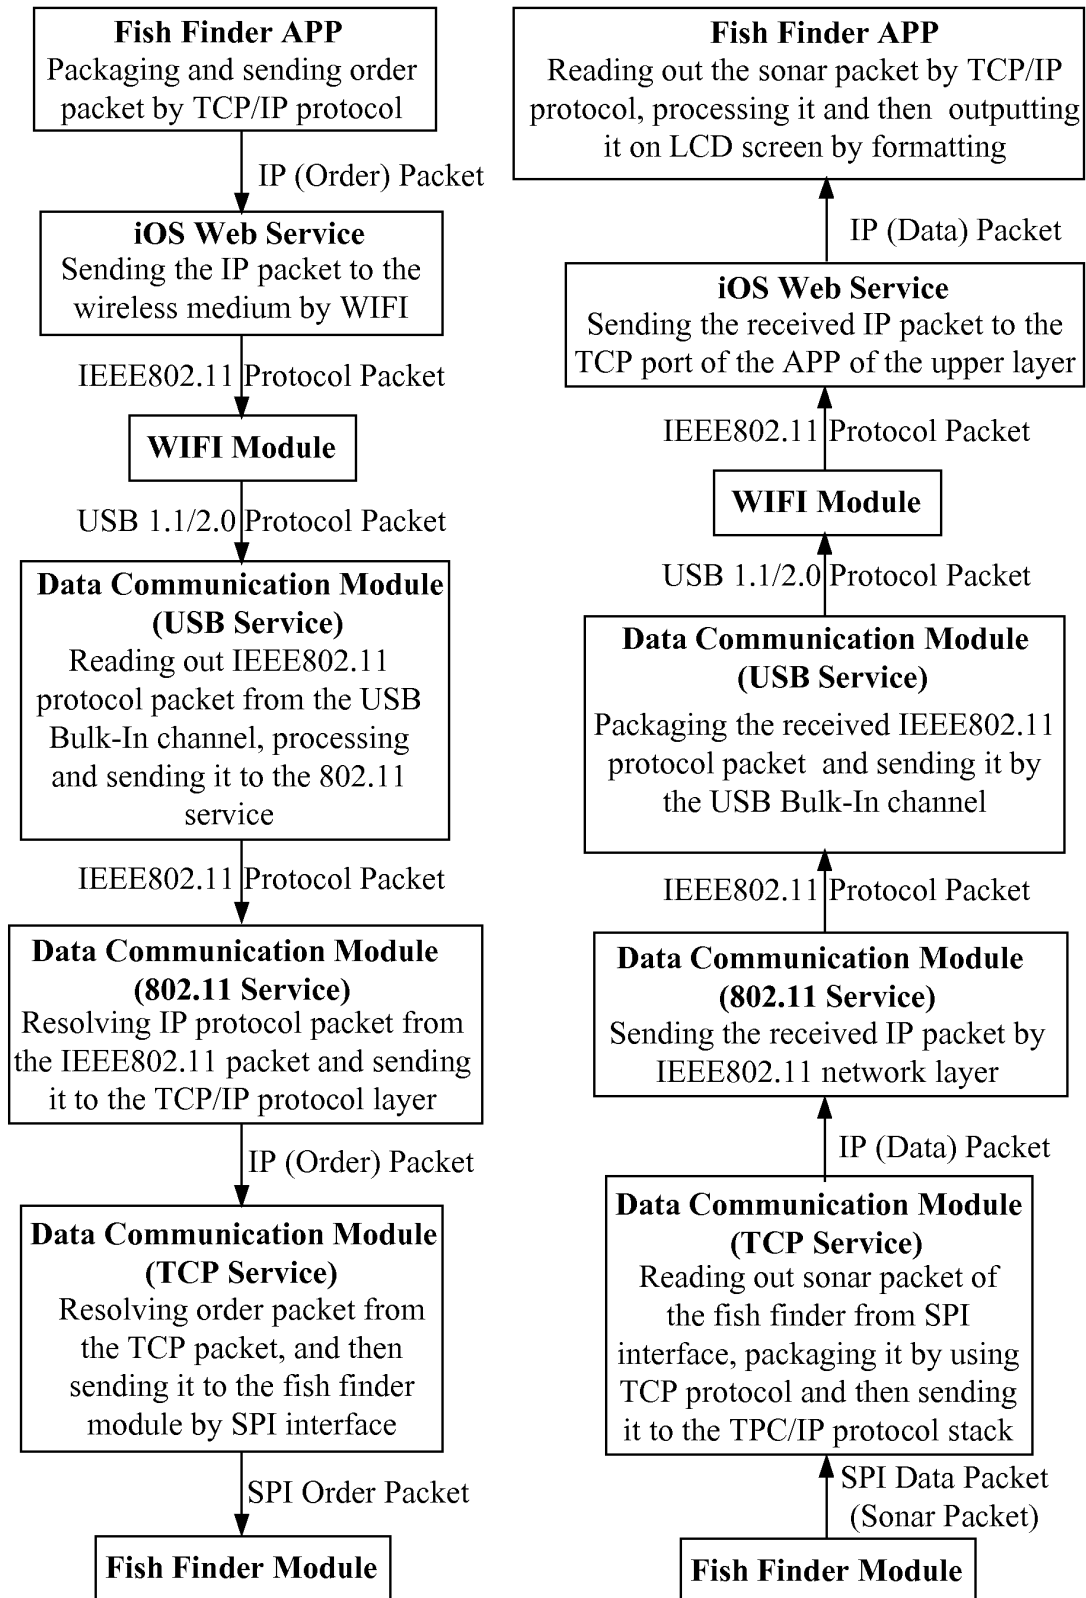 Fish Finder APP
Packaging and sending order
packet by TCP/IP protocol
IP (Order) Packet
iOS Web Service
Sending the IP packet to the
wireless medium by WIFI
IEEE802.11 Protocol Packet
WIFI Module
USB 1.1/2.0 Protocol Packet
Data Communication Module
(USB Service)
Reading out IEEE802.11
protocol packet from the USB
Bulk-In channel, processing
and sending it to the 802.11
service
IEEE802.11 Protocol Packet
Data Communication Module
(802.11 Service)
Resolving IP protocol packet from
the IEEE802.11 packet and sending
it to the TCP/IP protocol layer
IP (Order) Packet
Data Communication Module
(TCP Service)
Resolving order packet from
the TCP packet, and then
sending it to the fish finder
module by SPI interface
SPI Order Packet
Fish Finder Module
Fish Finder APP
Reading out the sonar packet by TCP/IP
protocol, processing it and then outputting
it on LCD screen by formatting
IP (Data) Packet
iOS Web Service
Sending the received IP packet to the
TCP port of the APP of the upper layer
IEEE802.11 Protocol Packet
WIFI Module
USB 1.1/2.0 Protocol Packet
Data Communication Module
(USB Service)
Packaging the received IEEE802.11
protocol packet and sending it by
the USB Bulk-In channel
IEEE802.11 Protocol Packet
Data Communication Module
(802.11 Service)
Sending the received IP packet by
IEEE802.11 network layer
IP (Data) Packet
Data Communication Module
(TCP Service)
Reading out sonar packet of
the fish finder from SPI
interface, packaging it by using
TCP protocol and then sending
it to the TPC/IP protocol stack
SPI Data Packet
(Sonar Packet)
Fish Finder Module